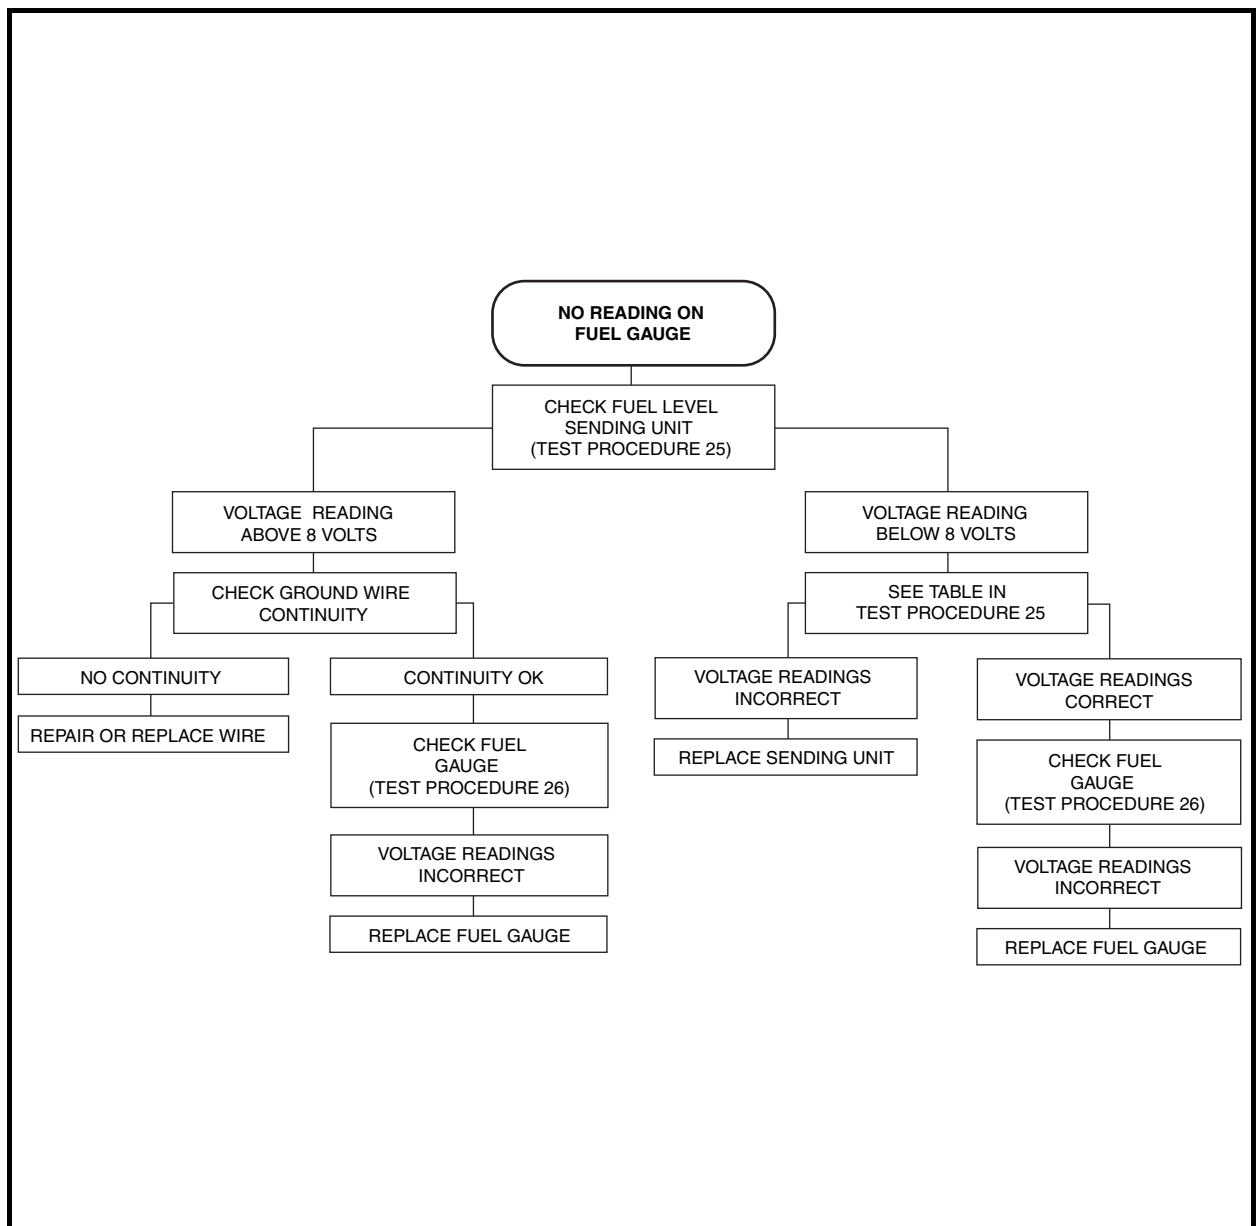 NO READING ON
FUEL GAUGE
CHECK FUEL LEVEL
SENDING UNIT
(TEST PROCEDURE 25)
VOLTAGE READING
ABOVE 8 VOLTS
CHECK GROUND WIRE
CONTINUITY
NO CONTINUITY
REPAIR OR REPLACE WIRE
CONTINUITY OK
CHECK FUEL
GAUGE
(TEST PROCEDURE 26)
VOLTAGE READINGS
INCORRECT
REPLACE FUEL GAUGE
VOLTAGE READING
BELOW 8 VOLTS
SEE TABLE IN
TEST PROCEDURE 25
VOLTAGE READINGS
INCORRECT
REPLACE SENDING UNIT
VOLTAGE READINGS
CORRECT
CHECK FUEL
GAUGE
(TEST PROCEDURE 26)
VOLTAGE READINGS
INCORRECT
REPLACE FUEL GAUGE